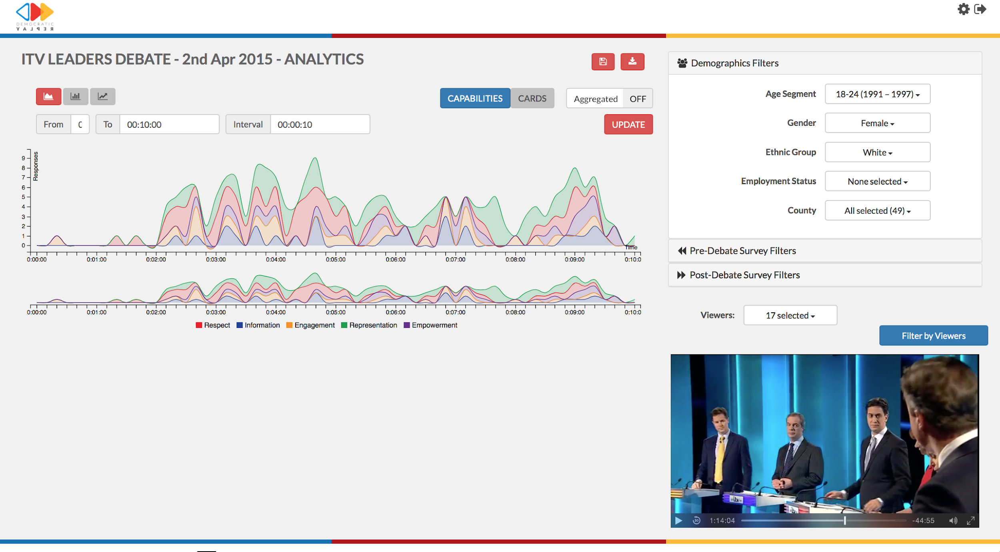 DEMOCRATIC
REPLAY
ITV LEADERS DEBATE - 2nd Apr 2015 - ANALYTICS
CAPABILITIES CARDS Aggregated OFF
From To 00:10:00 Interval 00:00:10 UPDATE
Responses
9
8
7
6
5
4
3
2
1
0
Time
0:00:00 0:01:00 0:02:00 0:03:00 0:04:00 0:05:00 0:06:00 0:07:00 0:08:00 0:09:00 0:10:0
0:00:00 0:01:00 0:02:00 0:03:00 0:04:00 0:05:00 0:06:00 0:07:00 0:08:00 0:09:00 0:10:0
Respect Information Engagement Representation Empowerment
Demographics Filters
Age Segment 18-24 (1991 – 1997)
Gender Female
Ethnic Group White
Employment Status None selected
County All selected (49)
Pre-Debate Survey Filters
Post-Debate Survey Filters
Viewers: 17 selected
Filter by Viewers
itv
itv
30 1:14:04 -44:55